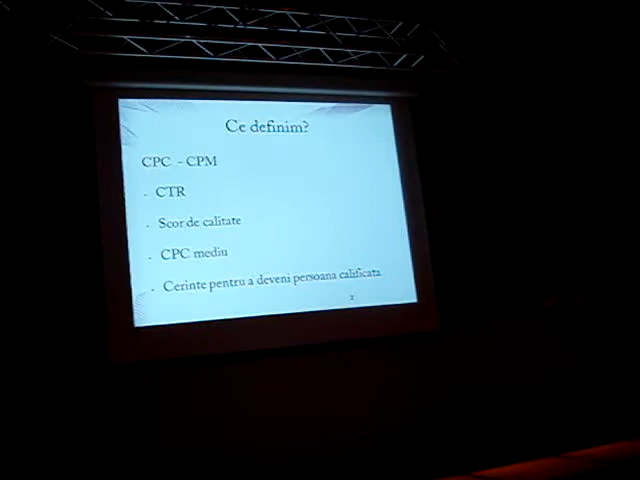 Ce definim?
CPC - CPM
- CTR
- Scor de calitate
- CPC mediu
- Cerinte pentru a deveni persoana calificata
2